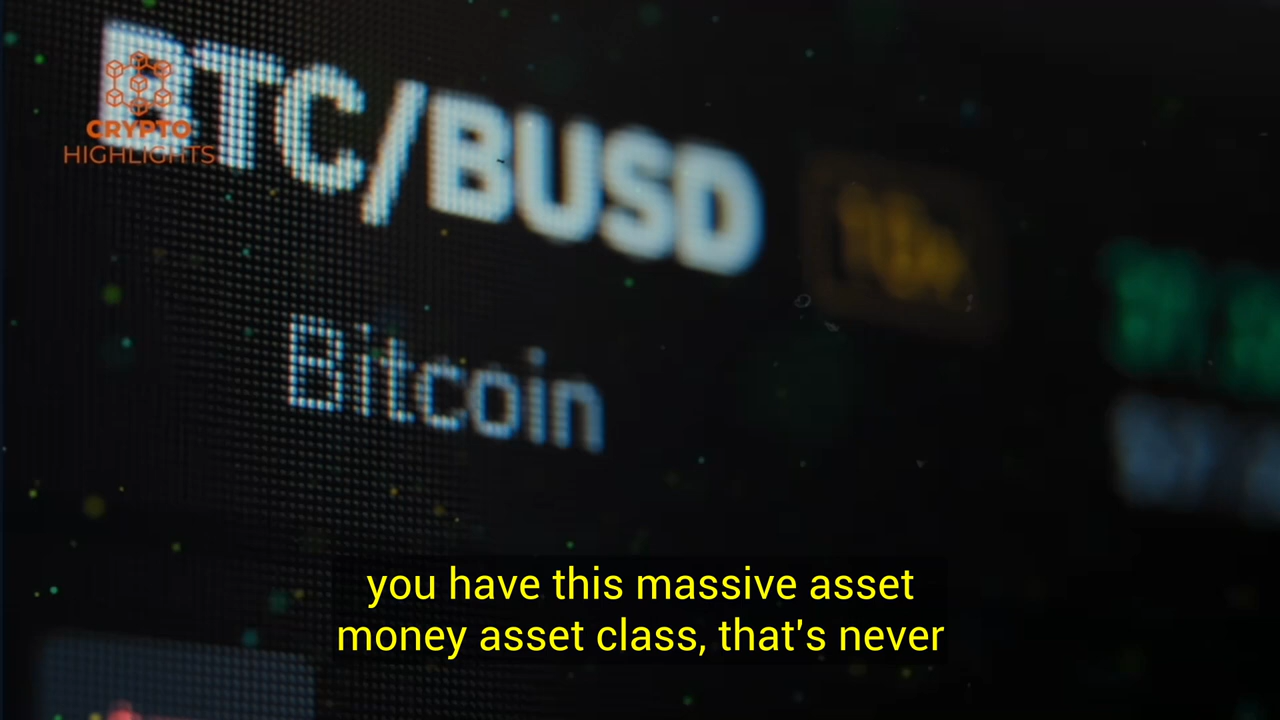 BTC/BUSD
CRYPTO
HIGHLIGHTS
Bitcoin
you have this massive asset
money asset class, that's never